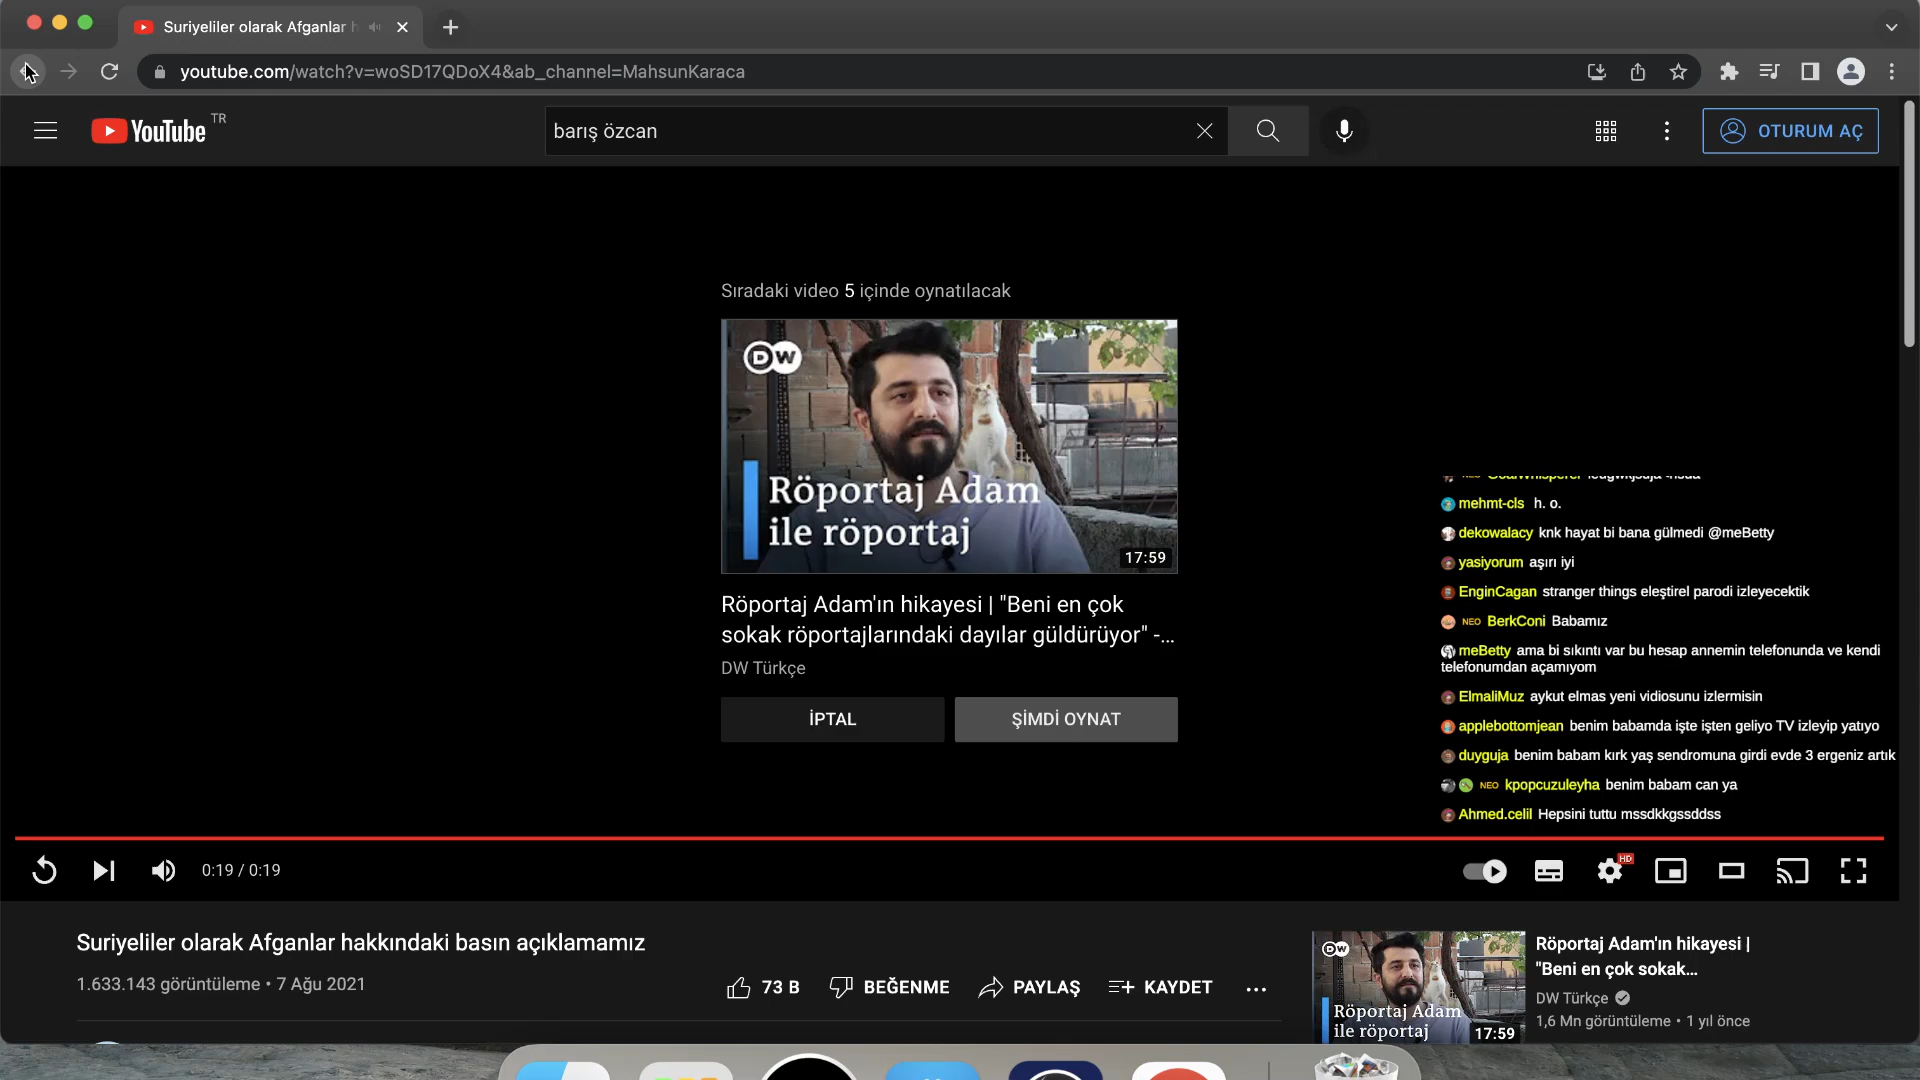 Suriyeliler olarak Afganlar h
youtube.com/watch?v=woSD17QDoX4&ab_channel=MahsunKaraca
YouTube TR
barış özcan
OTURUM AÇ
Sıradaki video 5 içinde oynatılacak
DW
Röportaj Adam
ile röportaj
17:59
Röportaj Adam'ın hikayesi | "Beni en çok
sokak röportajlarındaki dayılar güldürüyor" -...
DW Türkçe
İPTAL
ŞİMDİ OYNAT
mehmt-cls h. o.
dekowalacy knk hayat bi bana gülmedi @meBetty
yasiyorum aşırı iyi
EnginCagan stranger things eleştirel parodi izleyecektik
NEO BerkConi Babamız
meBetty ama bi sıkıntı var bu hesap annemin telefonunda ve kendi
telefonumdan açamıyom
ElmaliMuz aykut elmas yeni vidiosunu izlermisin
applebottomjean benim babamda işte işten geliyo TV izleyip yatıyo
duyguja benim babam kırk yaş sendromuna girdi evde 3 ergeniz artık
NEO kpopcuzuleyha benim babam can ya
Ahmed.celil Hepsini tuttu mssdkkgssddss
0:19 / 0:19
HD
Suriyeliler olarak Afganlar hakkındaki basın açıklamamız
1.633.143 görüntüleme • 7 Ağu 2021
73 B
BEĞENME
PAYLAŞ
KAYDET
DW
Röportaj Adam
ile röportaj
17:59
Röportaj Adam'ın hikayesi |
"Beni en çok sokak...
DW Türkçe
1,6 Mn görüntüleme • 1 yıl önce